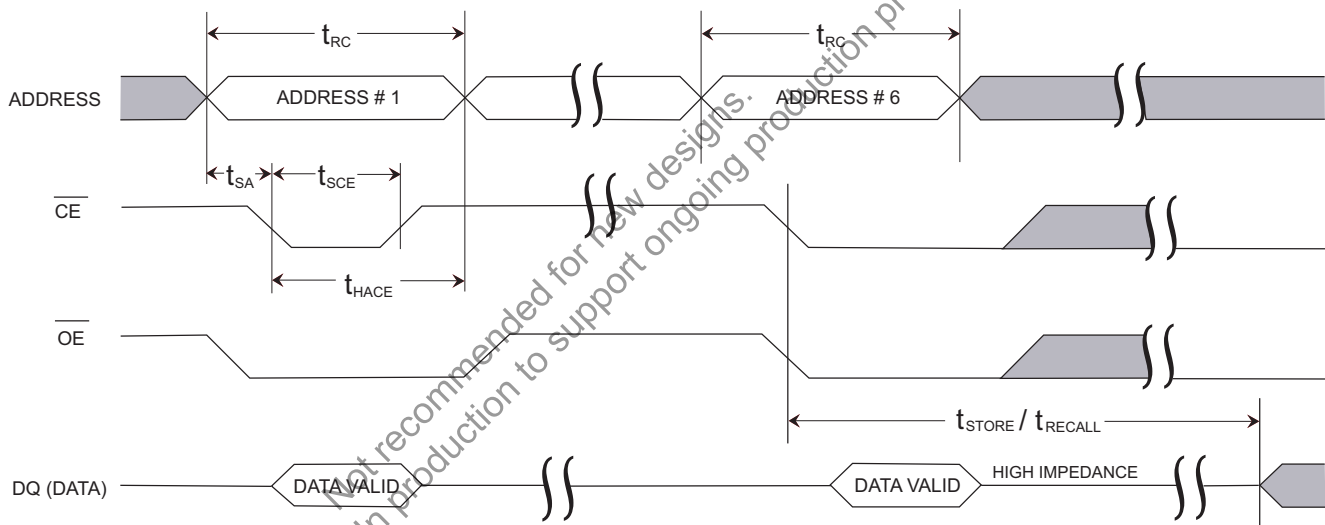 tRC
tRC
ADDRESS
ADDRESS # 1
ADDRESS # 6
tSA
tSCE
CE
tHACE
OE
tSTORE / tRECALL
DQ (DATA)
DATA VALID
DATA VALID
HIGH IMPEDANCE
Not recommended for new designs.
In production to support ongoing production pr